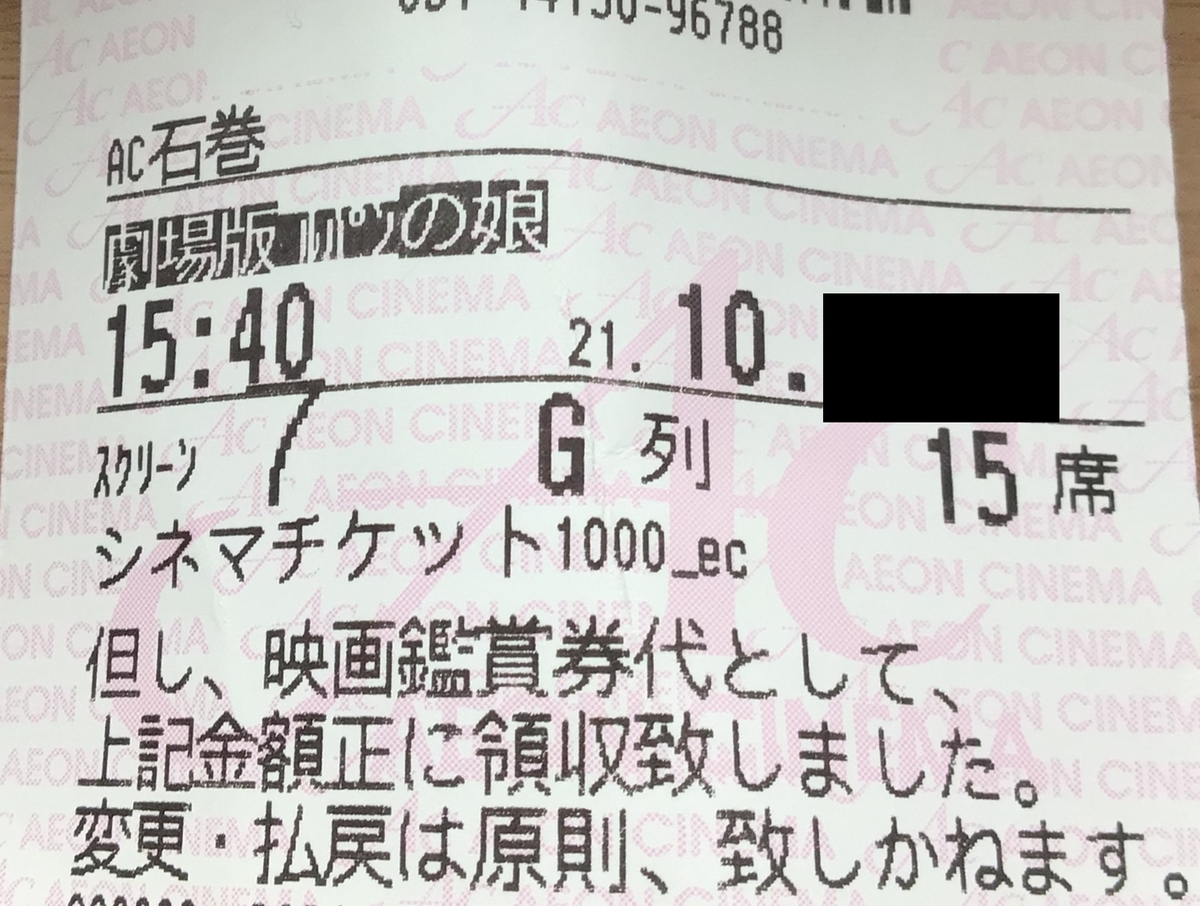 96788
AC石巻
劇場版 ﾙﾊﾟﾝの娘
15:40 21. 10.
ｽｸﾘｰﾝ 7 G 列 15 席
シネマチケット1000_ec
但し、映画鑑賞券代として、
上記金額正に領収致しました。
変更・払戻は原則、致しかねます。